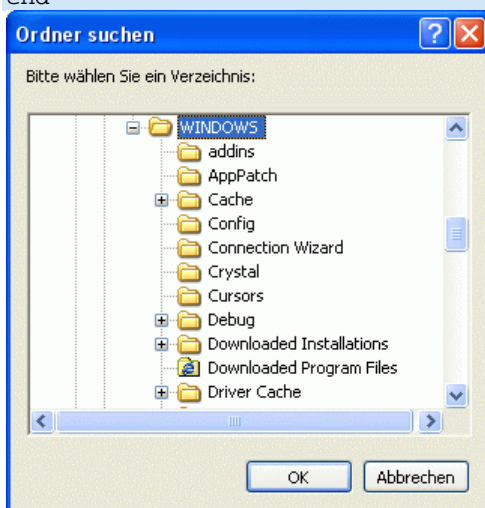 end
Ordner suchen
Bitte wählen Sie ein Verzeichnis:
WINDOWS
addins
AppPatch
Cache
Config
Connection Wizard
Crystal
Cursors
Debug
Downloaded Installations
Downloaded Program Files
Driver Cache
OK Abbrechen